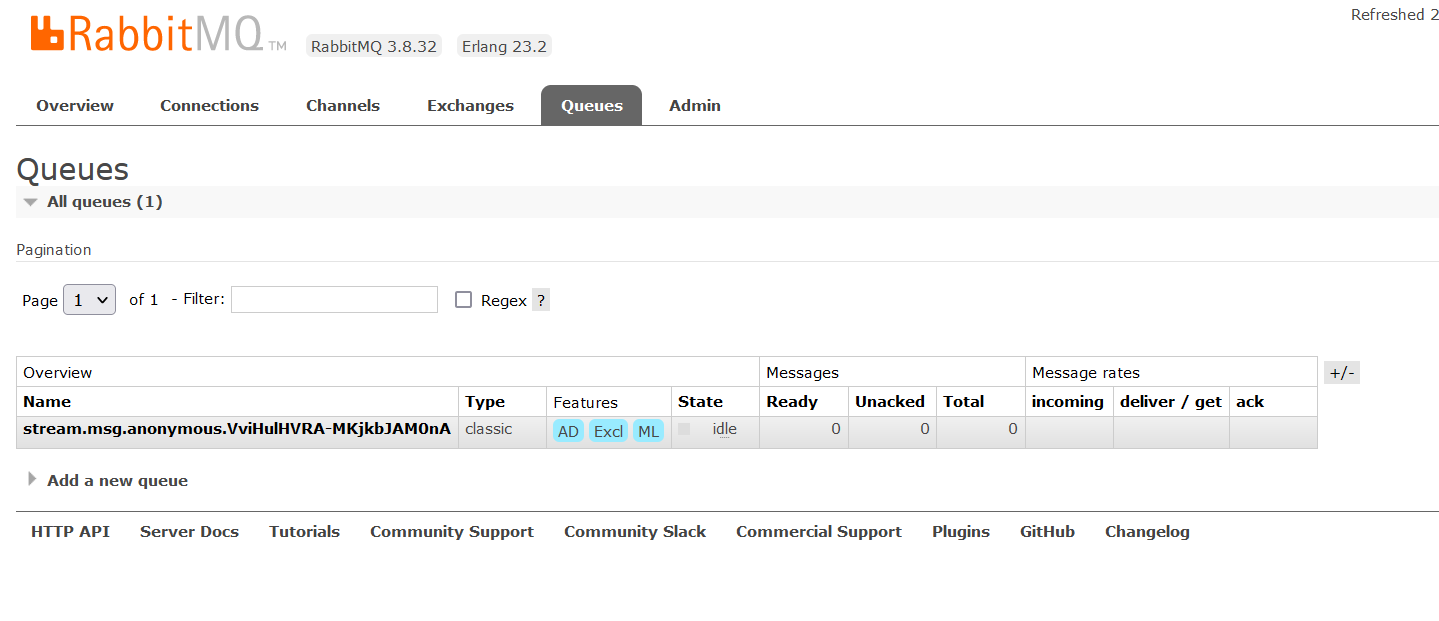 Refreshed 2
RabbitMQ TM RabbitMQ 3.8.32 Erlang 23.2
Overview Connections Channels Exchanges Queues Admin
Queues
All queues (1)
Pagination
Page 1 of 1 - Filter: Regex ?
Overview Messages Message rates +/-
Name Type Features State Ready Unacked Total incoming deliver / get ack
stream.msg.anonymous.VviHulHVRA-MKjkbJAM0nA classic AD Excl ML idle 0 0 0
Add a new queue
HTTP API Server Docs Tutorials Community Support Community Slack Commercial Support Plugins GitHub Changelog